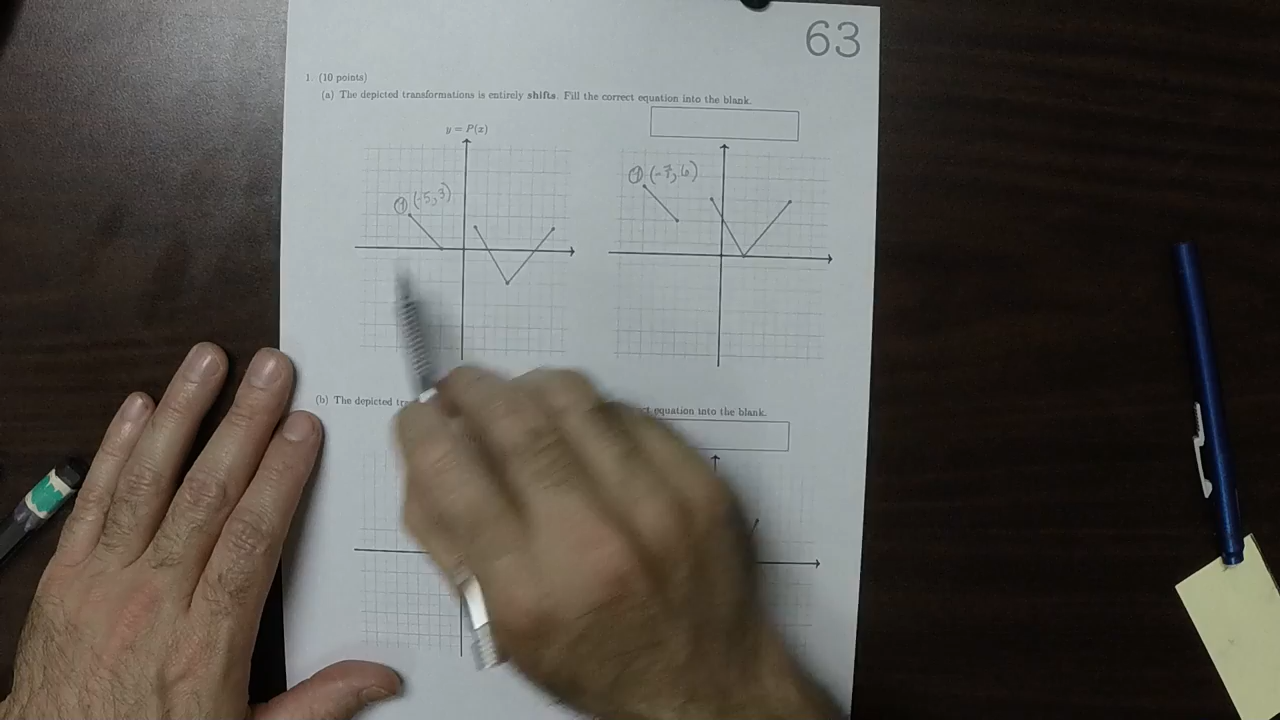 63
1. (10 points)
(a) The depicted transformations is entirely shifts. Fill the correct equation into the blank.
y = P(x)
① (-5,3)
① (-7,6)
(b) The depicted
equation into the blank.